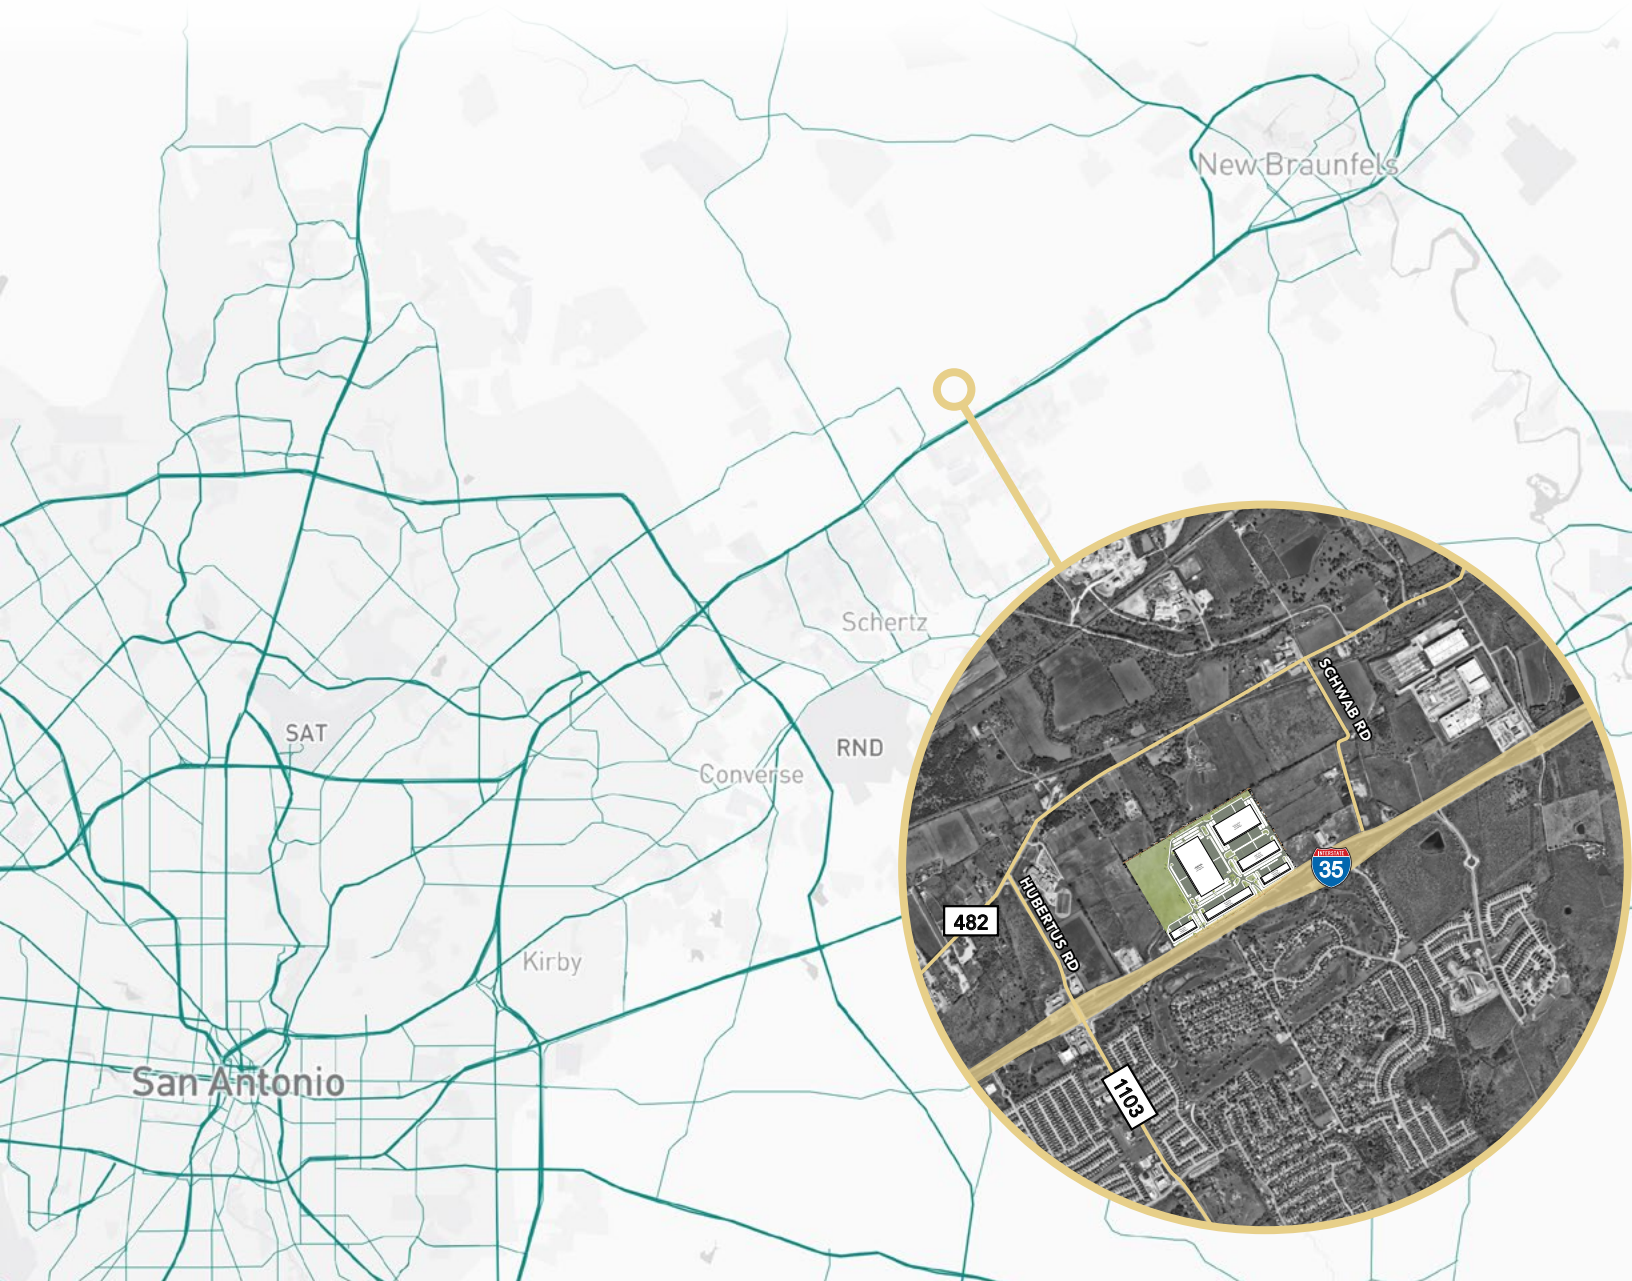 New Braunfels
Schertz
SCHWAB RD
SAT
RND
Converse
INTERSTATE
35
HUBERTUS RD
482
Kirby
San Antonio
1103